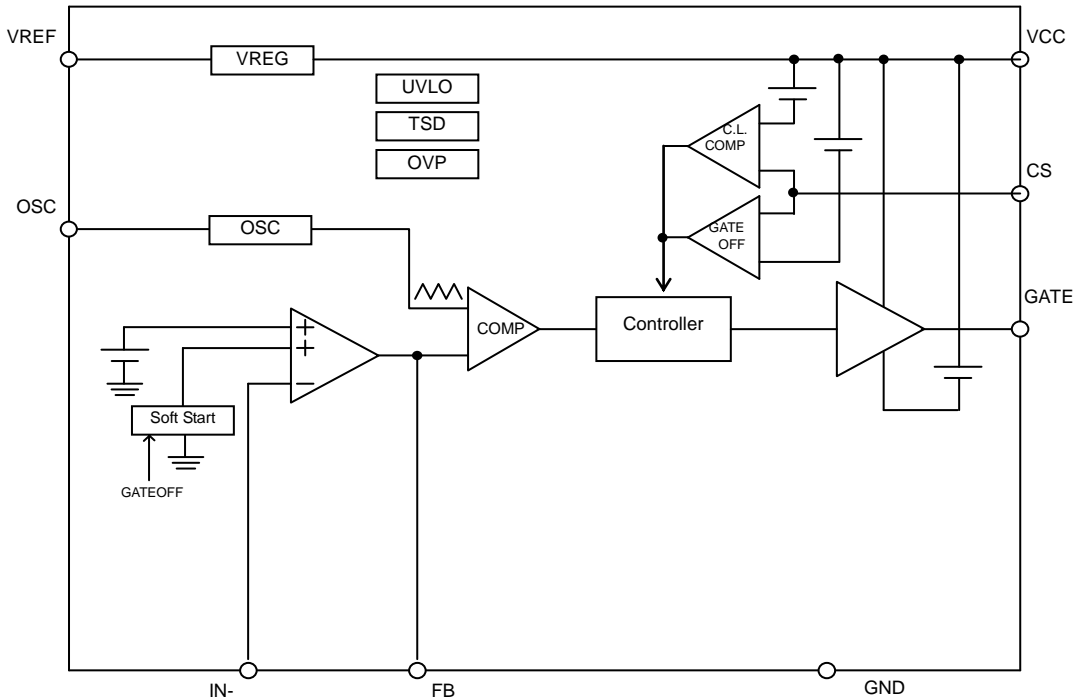 VREF
VREG
VCC
UVLO
TSD
OVP
C.L.
COMP
CS
OSC
OSC
GATE
OFF
COMP
Controller
GATE
Soft Start
GATEOFF
IN-
FB
GND